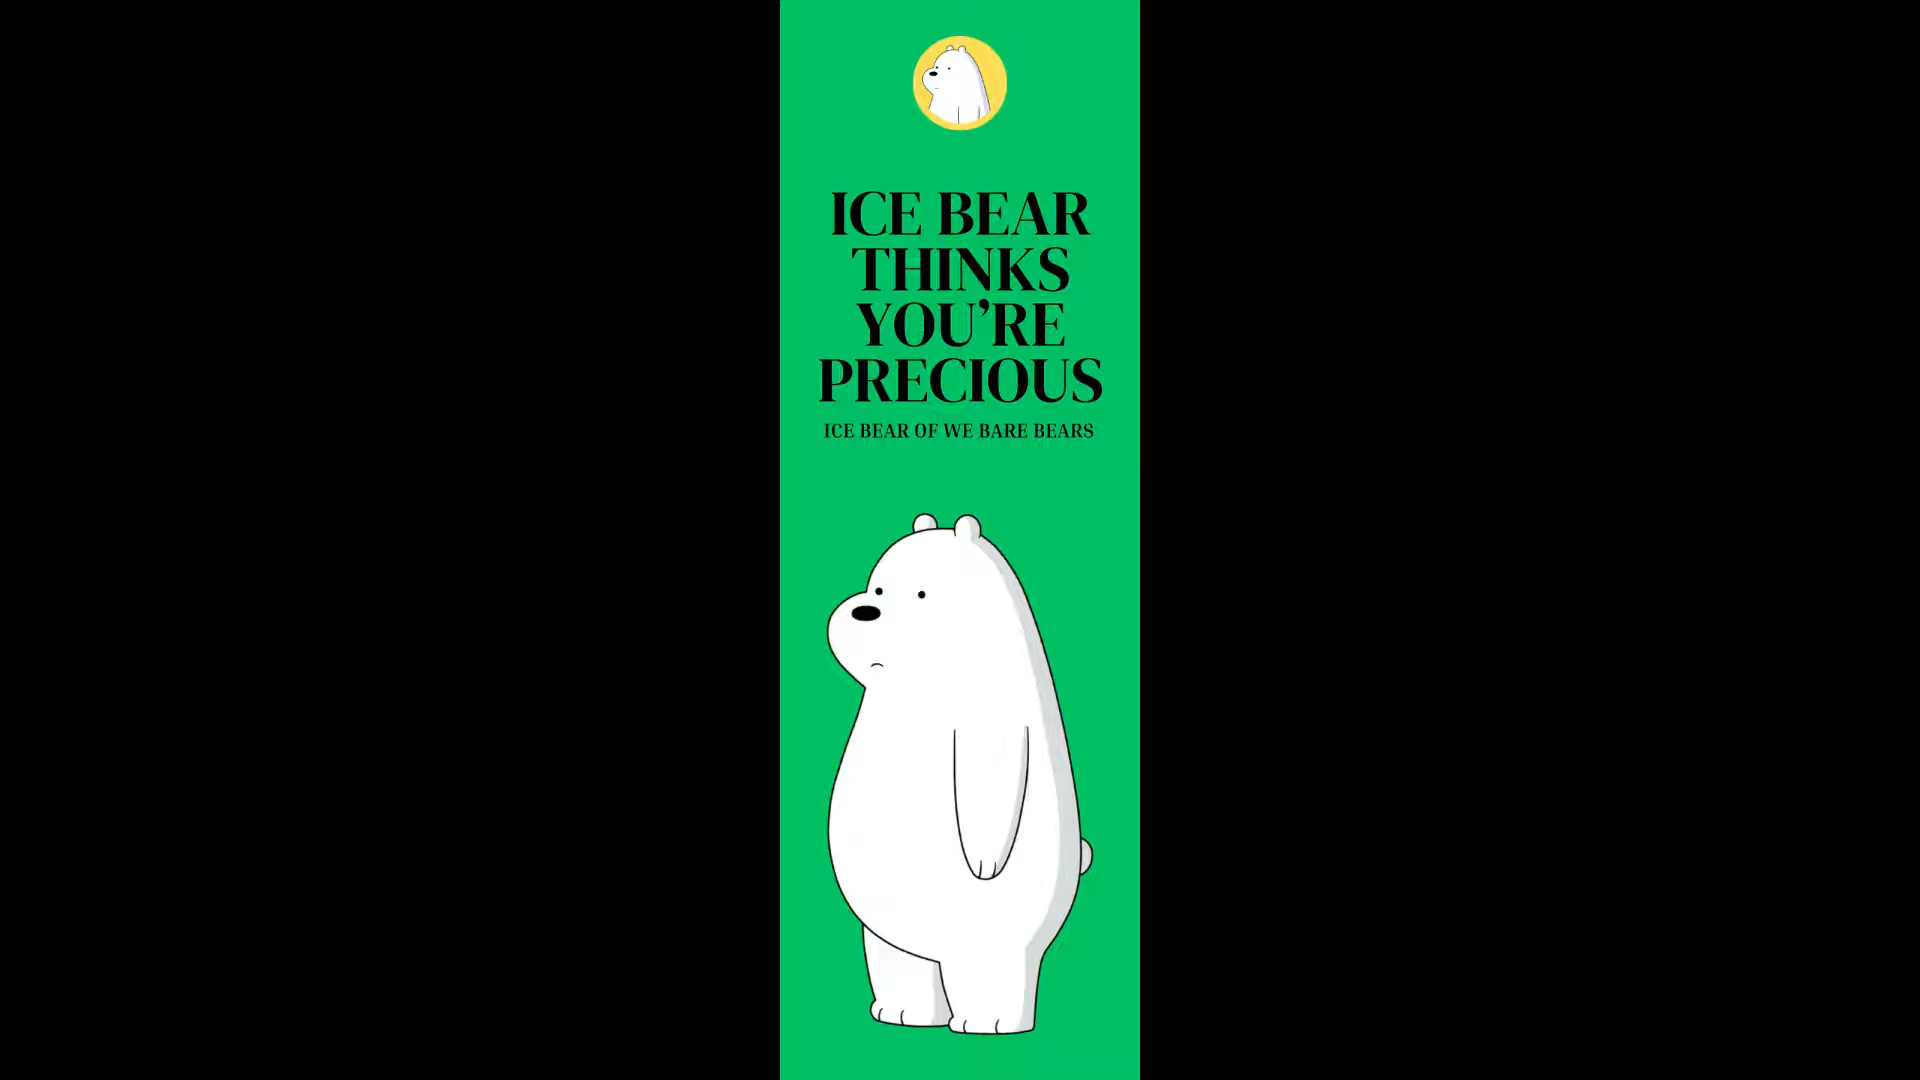 ICE BEAR
THINKS
YOU’RE
PRECIOUS
ICE BEAR OF WE BARE BEARS